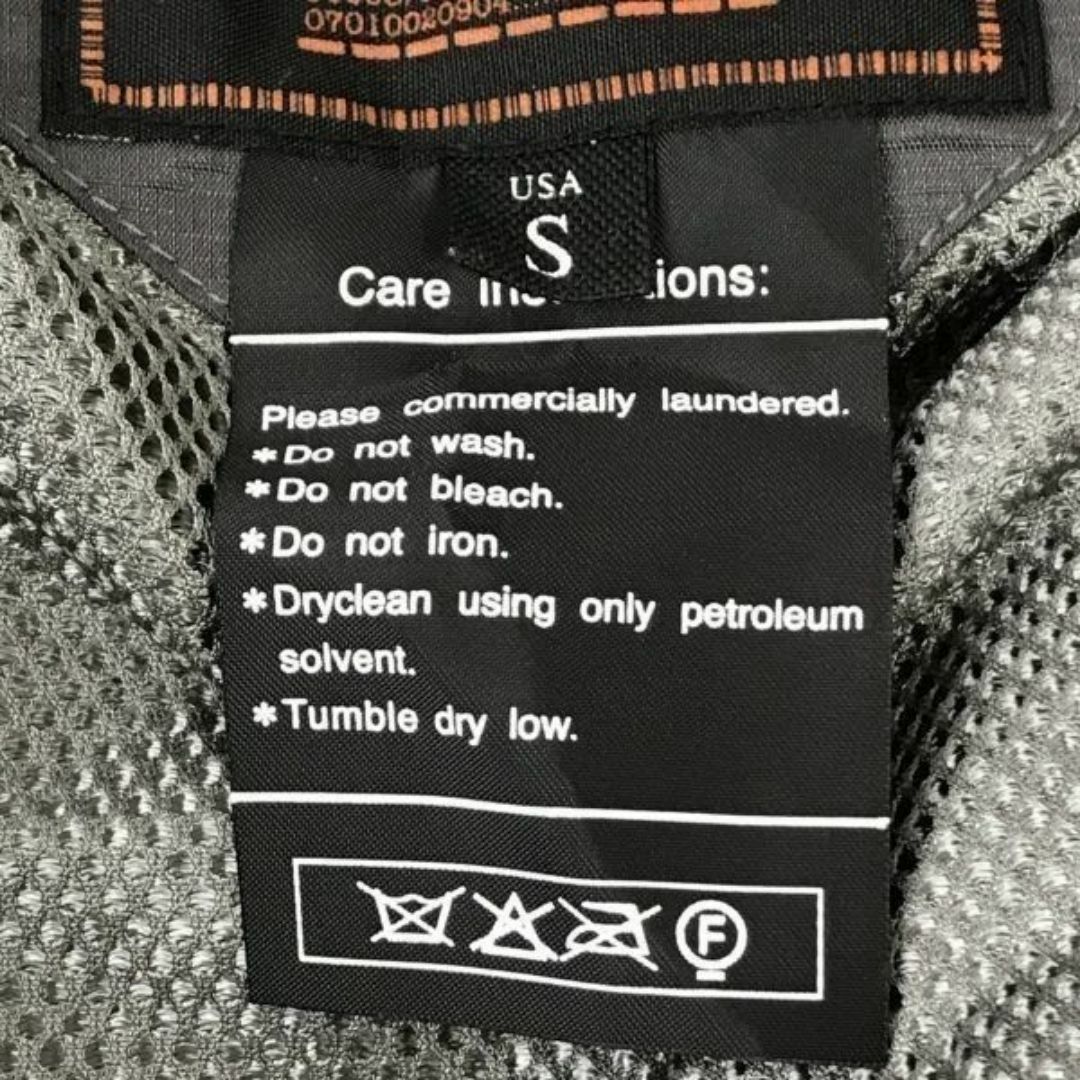 07010020904
USA
S
Care
Please commercially laundered.
*Do not wash.
*Do not bleach.
*Do not iron.
*Dryclean using only petroleum
solvent.
*Tumble dry low.
F